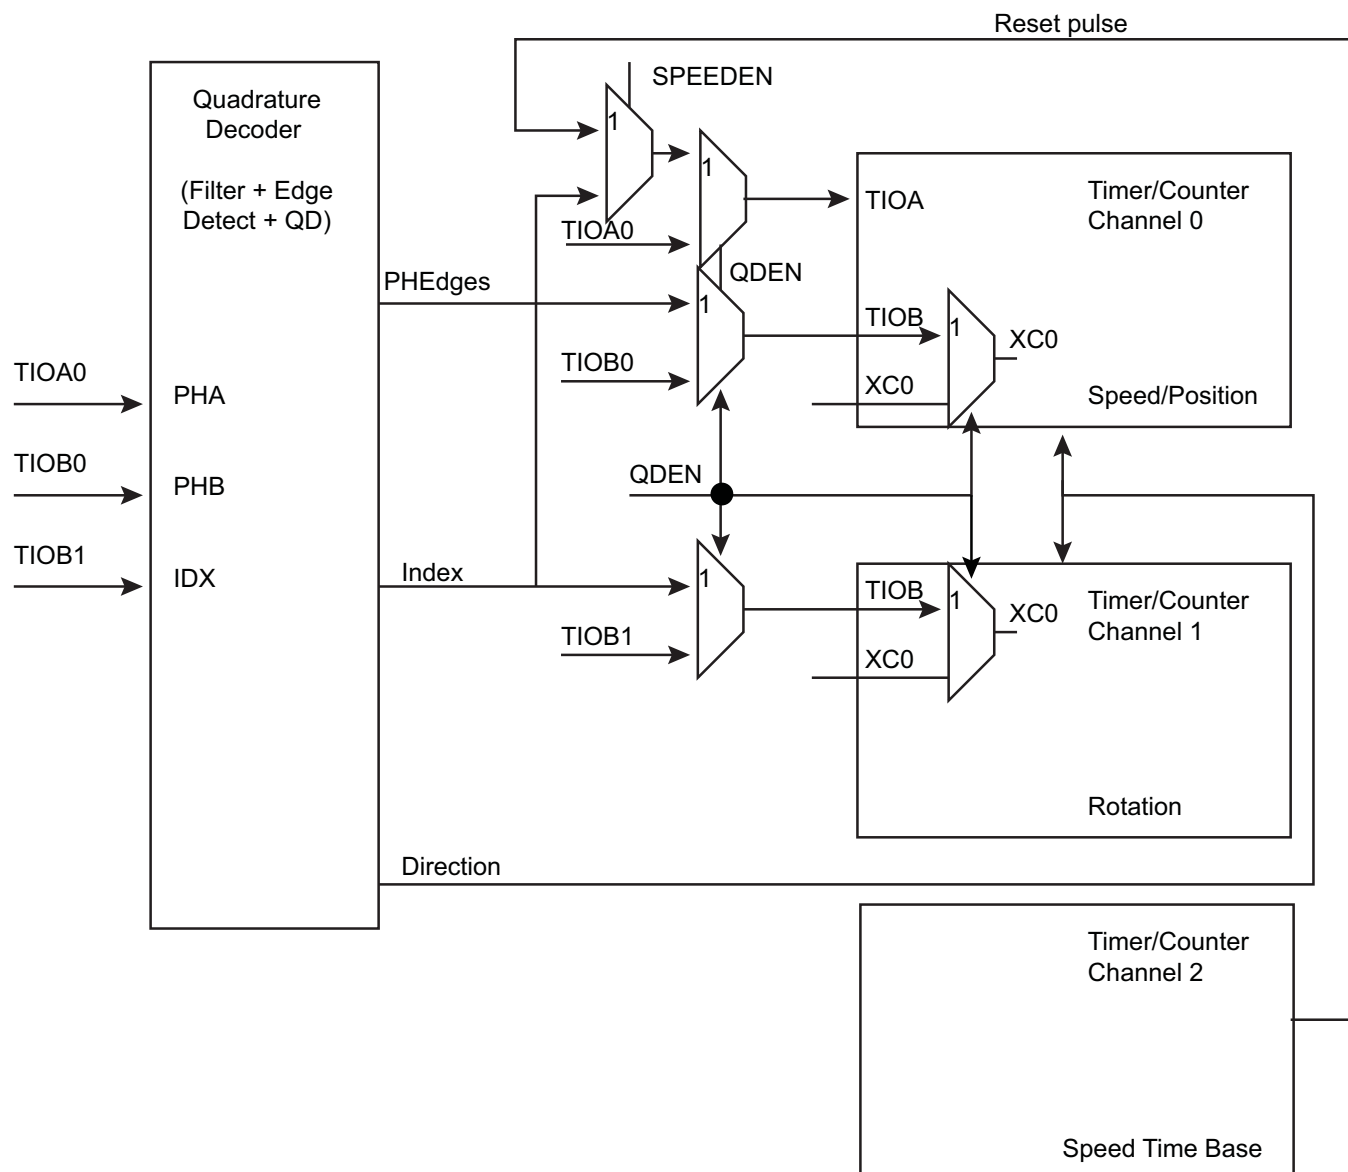 Reset pulse
SPEEDEN
Quadrature
Decoder
(Filter + Edge
Detect + QD)
1
1
TIOA
Timer/Counter
Channel 0
TIOA0
QDEN
PHEdges
1
TIOB
1
XC0
TIOB0
XC0
Speed/Position
TIOA0
PHA
TIOB0
PHB
QDEN
TIOB1
IDX
Index
1
TIOB
1
XC0
Timer/Counter
Channel 1
TIOB1
XC0
Rotation
Direction
Timer/Counter
Channel 2
Speed Time Base